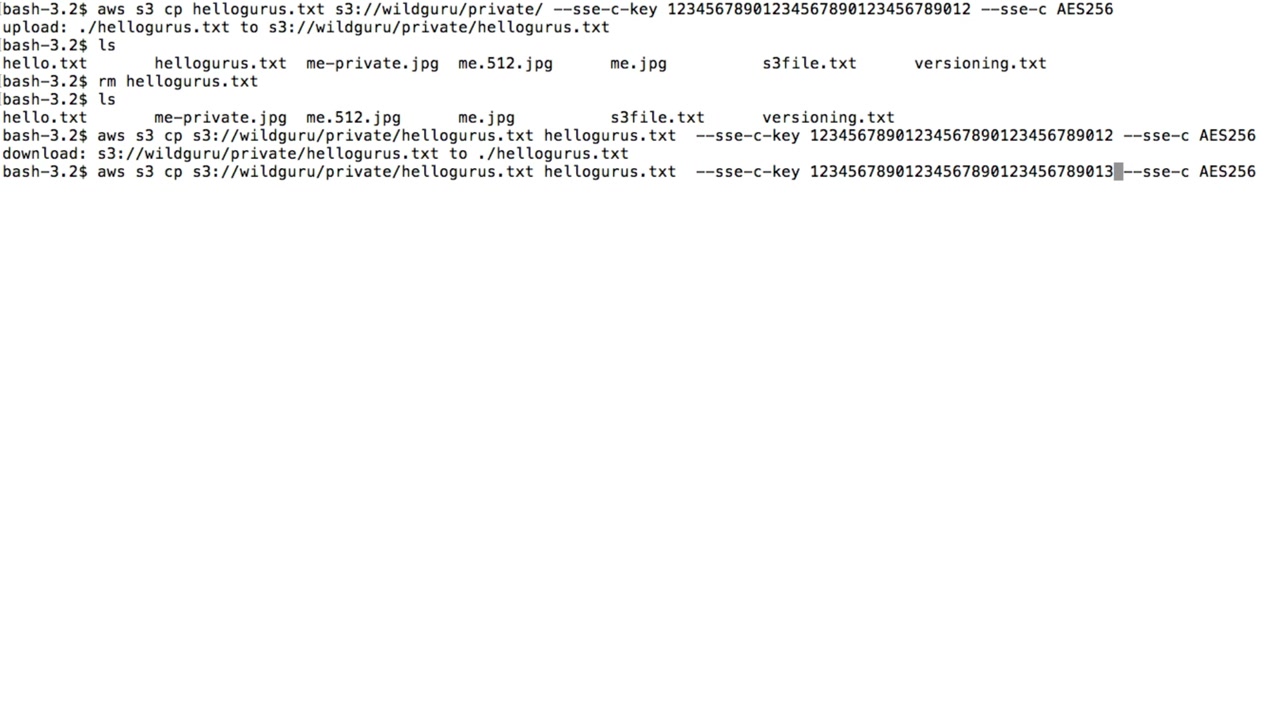 [bash-3.2$ aws s3 cp hellogurus.txt s3://wildguru/private/ --sse-c-key 12345678901234567890123456789012 --sse-c AES256
upload: ./hellogurus.txt to s3://wildguru/private/hellogurus.txt
[bash-3.2$ ls
hello.txt hellogurus.txt me-private.jpg me.512.jpg me.jpg s3file.txt versioning.txt
[bash-3.2$ rm hellogurus.txt
[bash-3.2$ ls
hello.txt me-private.jpg me.512.jpg me.jpg s3file.txt versioning.txt
[bash-3.2$ aws s3 cp s3://wildguru/private/hellogurus.txt hellogurus.txt --sse-c-key 12345678901234567890123456789012 --sse-c AES256
download: s3://wildguru/private/hellogurus.txt to ./hellogurus.txt
bash-3.2$ aws s3 cp s3://wildguru/private/hellogurus.txt hellogurus.txt --sse-c-key 12345678901234567890123456789013 --sse-c AES256